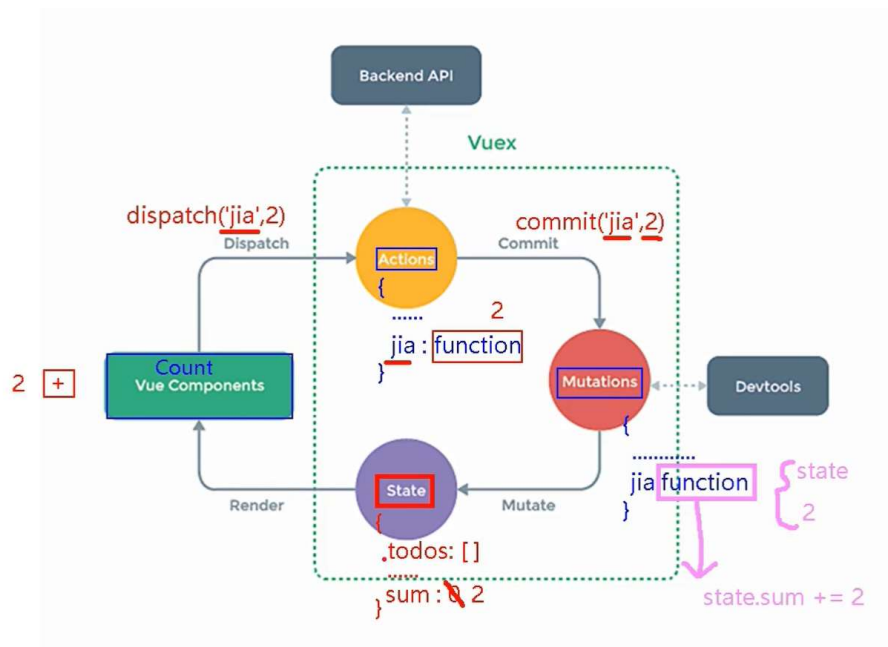 Backend API
Vuex
dispatch('jia',2)
commit('jia',2)
Dispatch
Commit
Actions
{
......
2
jia : function
}
Count
Vue Components
2 +
Mutations
Devtools
{
............
jia function
}
state
2
State
Render
Mutate
{
todos: [ ]
......
sum : 0 2
}
state.sum += 2